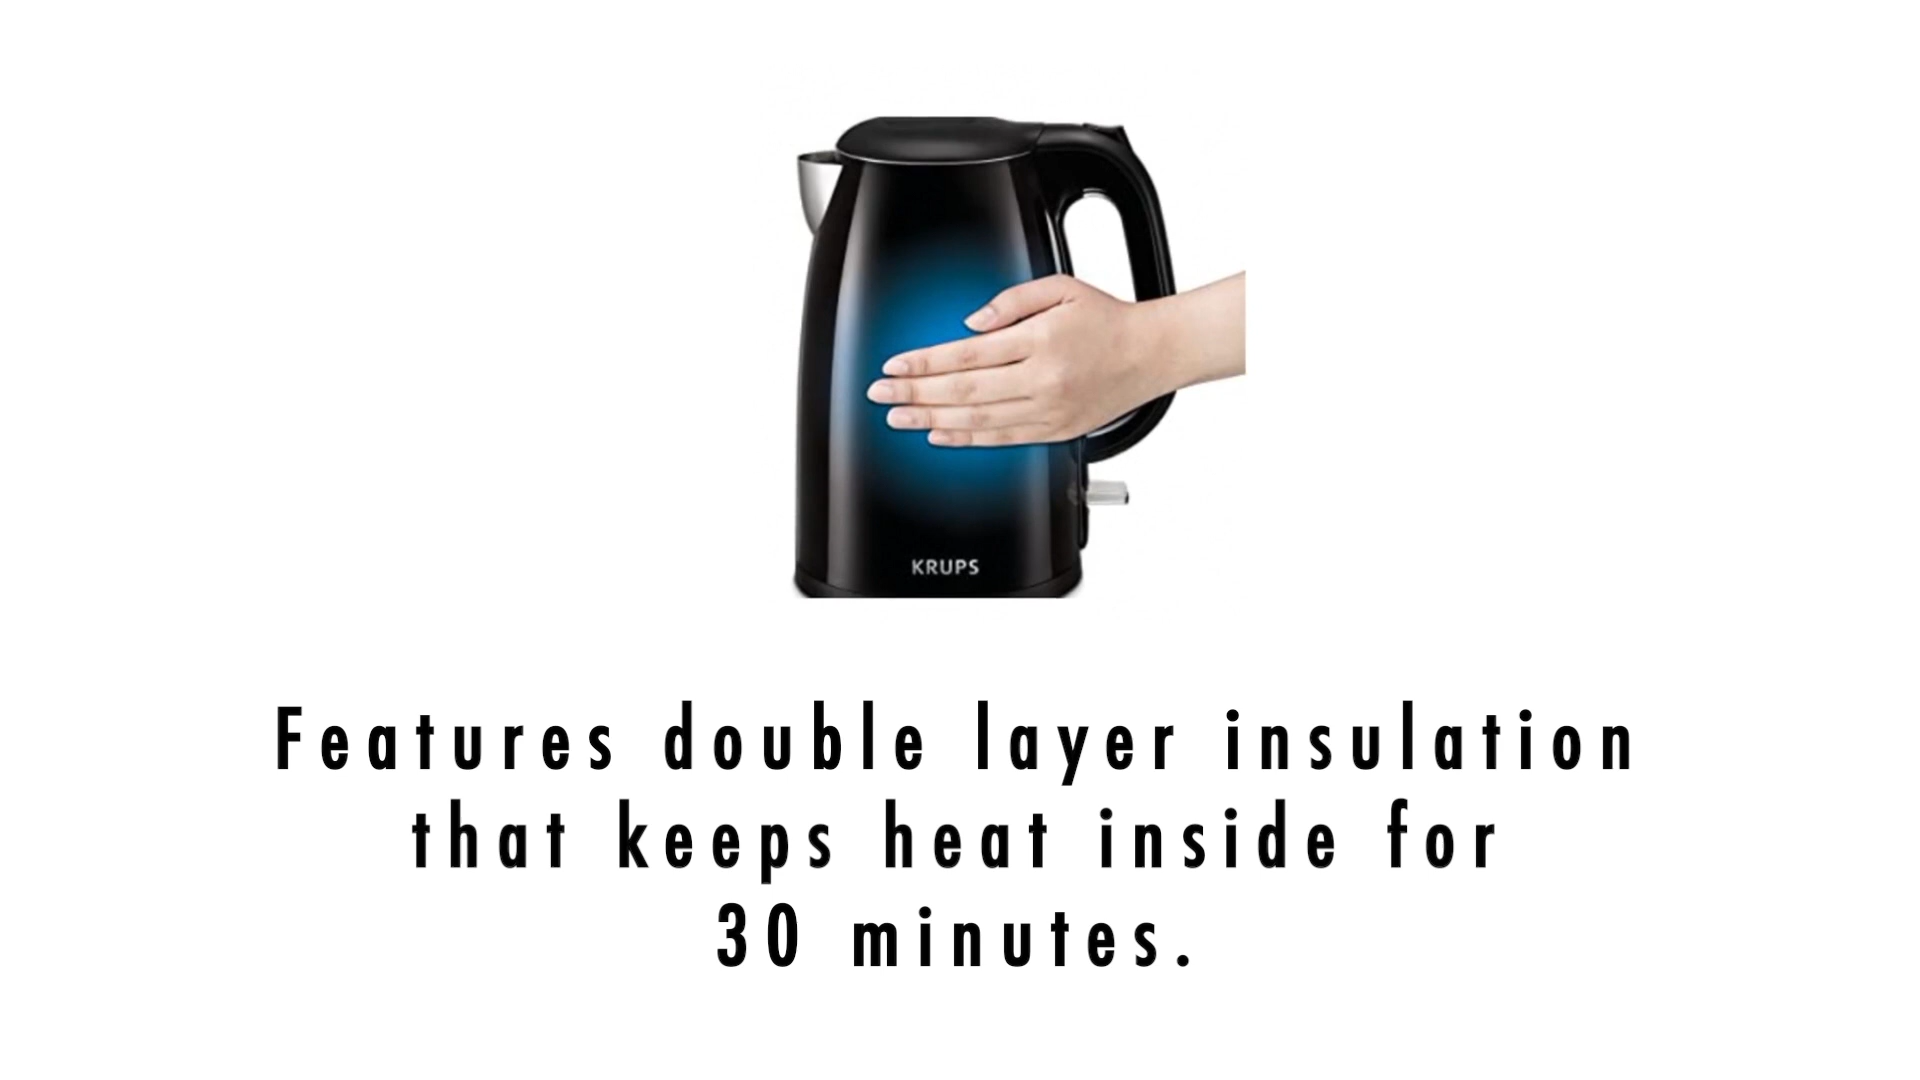 KRUPS
Features double layer insulation
that keeps heat inside for
30 minutes.